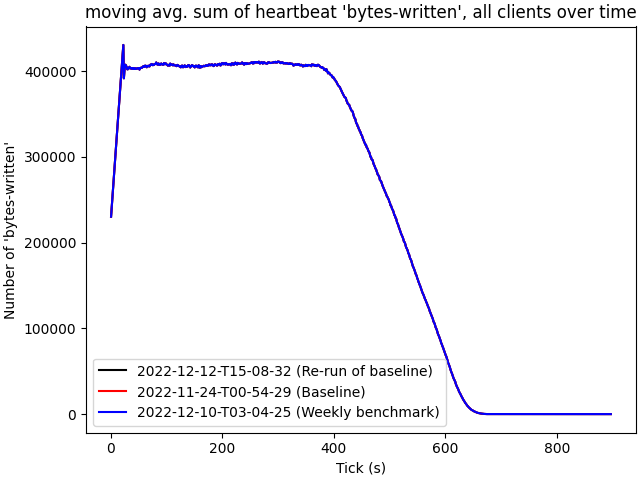 moving avg. sum of heartbeat 'bytes-written', all clients over time
Number of 'bytes-written'
400000
300000
200000
100000
0
2022-12-12-T15-08-32 (Re-run of baseline)
2022-11-24-T00-54-29 (Baseline)
2022-12-10-T03-04-25 (Weekly benchmark)
0 200 400 600 800
Tick (s)